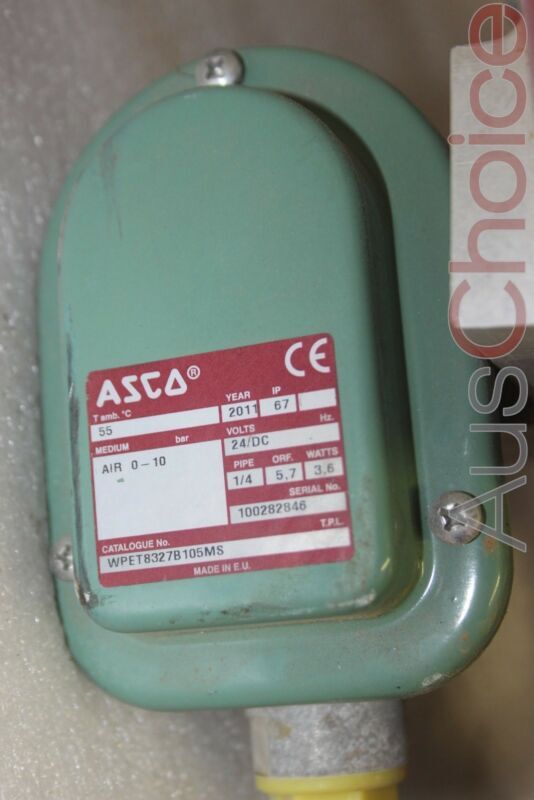 ASCO® CE
T amb. °C YEAR IP
55 2011 67
MEDIUM bar VOLTS Hz.
AIR 0-10 24/DC
PIPE ORF. WATTS
1/4 5,7 3,6
SERIAL No.
100282846
CATALOGUE No. T.P.L.
WPET8327B105MS
MADE IN E.U.
AusChoice